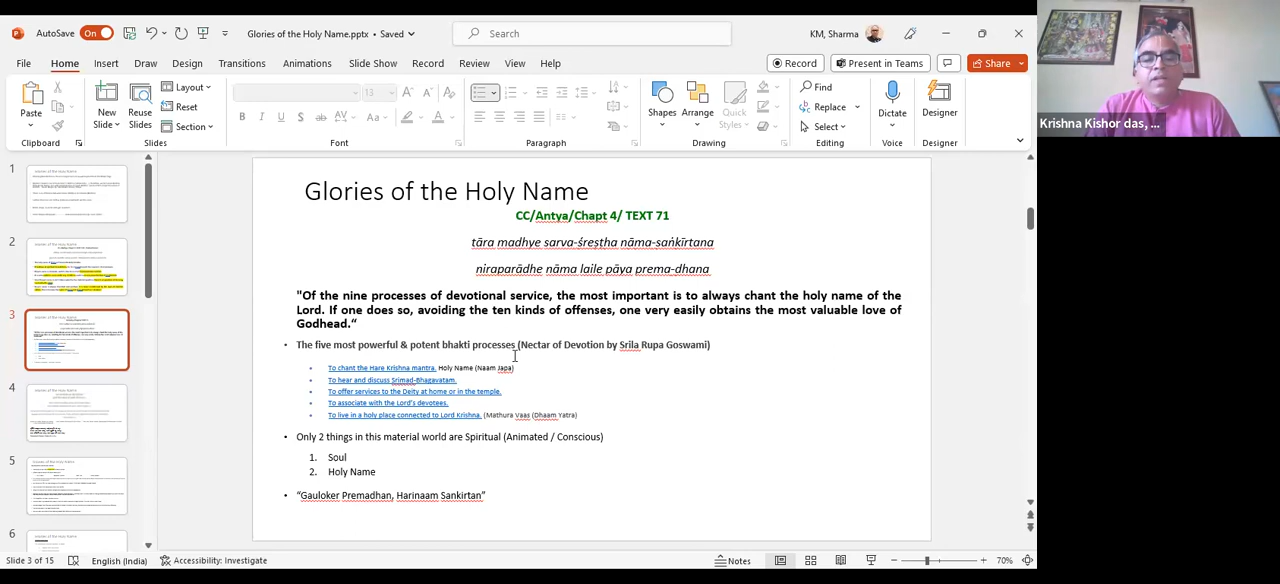 AutoSave On Glories of the Holy Name.pptx • Saved Search KM, Sharma
File Home Insert Draw Design Transitions Animations Slide Show Record Review View Help Record Present in Teams Share
Paste New Slide Reuse Slides Layout Reset Section 13 B I U S ab AV Aa A Shapes Arrange Quick Styles Find Replace Select Dictate Designer
Clipboard Slides Font Paragraph Drawing Editing Voice Designer
Krishna Kishor das, ...
1
2
3
4
5
6
Glories of the Holy Name
CC/Antya/Chapt 4/ TEXT 71
tāra madhye sarva-śreṣṭha nāma-saṅkīrtana
niraparādhe nāma laile pāya prema-dhana
"Of the nine processes of devotional service, the most important is to always chant the holy name of the
Lord. If one does so, avoiding the ten kinds of offenses, one very easily obtains the most valuable love of
Godhead.“
• The five most powerful & potent bhakti presesses (Nectar of Devotion by Srila Rupa Goswami)
• To chant the Hare Krishna mantra. Holy Name (Naam Japa)
• To hear and discuss Srimad-Bhagavatam.
• To offer services to the Deity at home or in the temple.
• To associate with the Lord’s devotees.
• To live in a holy place connected to Lord Krishna. (Mathura Vaas (Dhaam Yatra)
• Only 2 things in this material world are Spiritual (Animated / Conscious)
1. Soul
2. Holy Name
• “Gauloker Premadhan, Harinaam Sankirtan”
Slide 3 of 15 English (India) Accessibility: Investigate Notes 70%